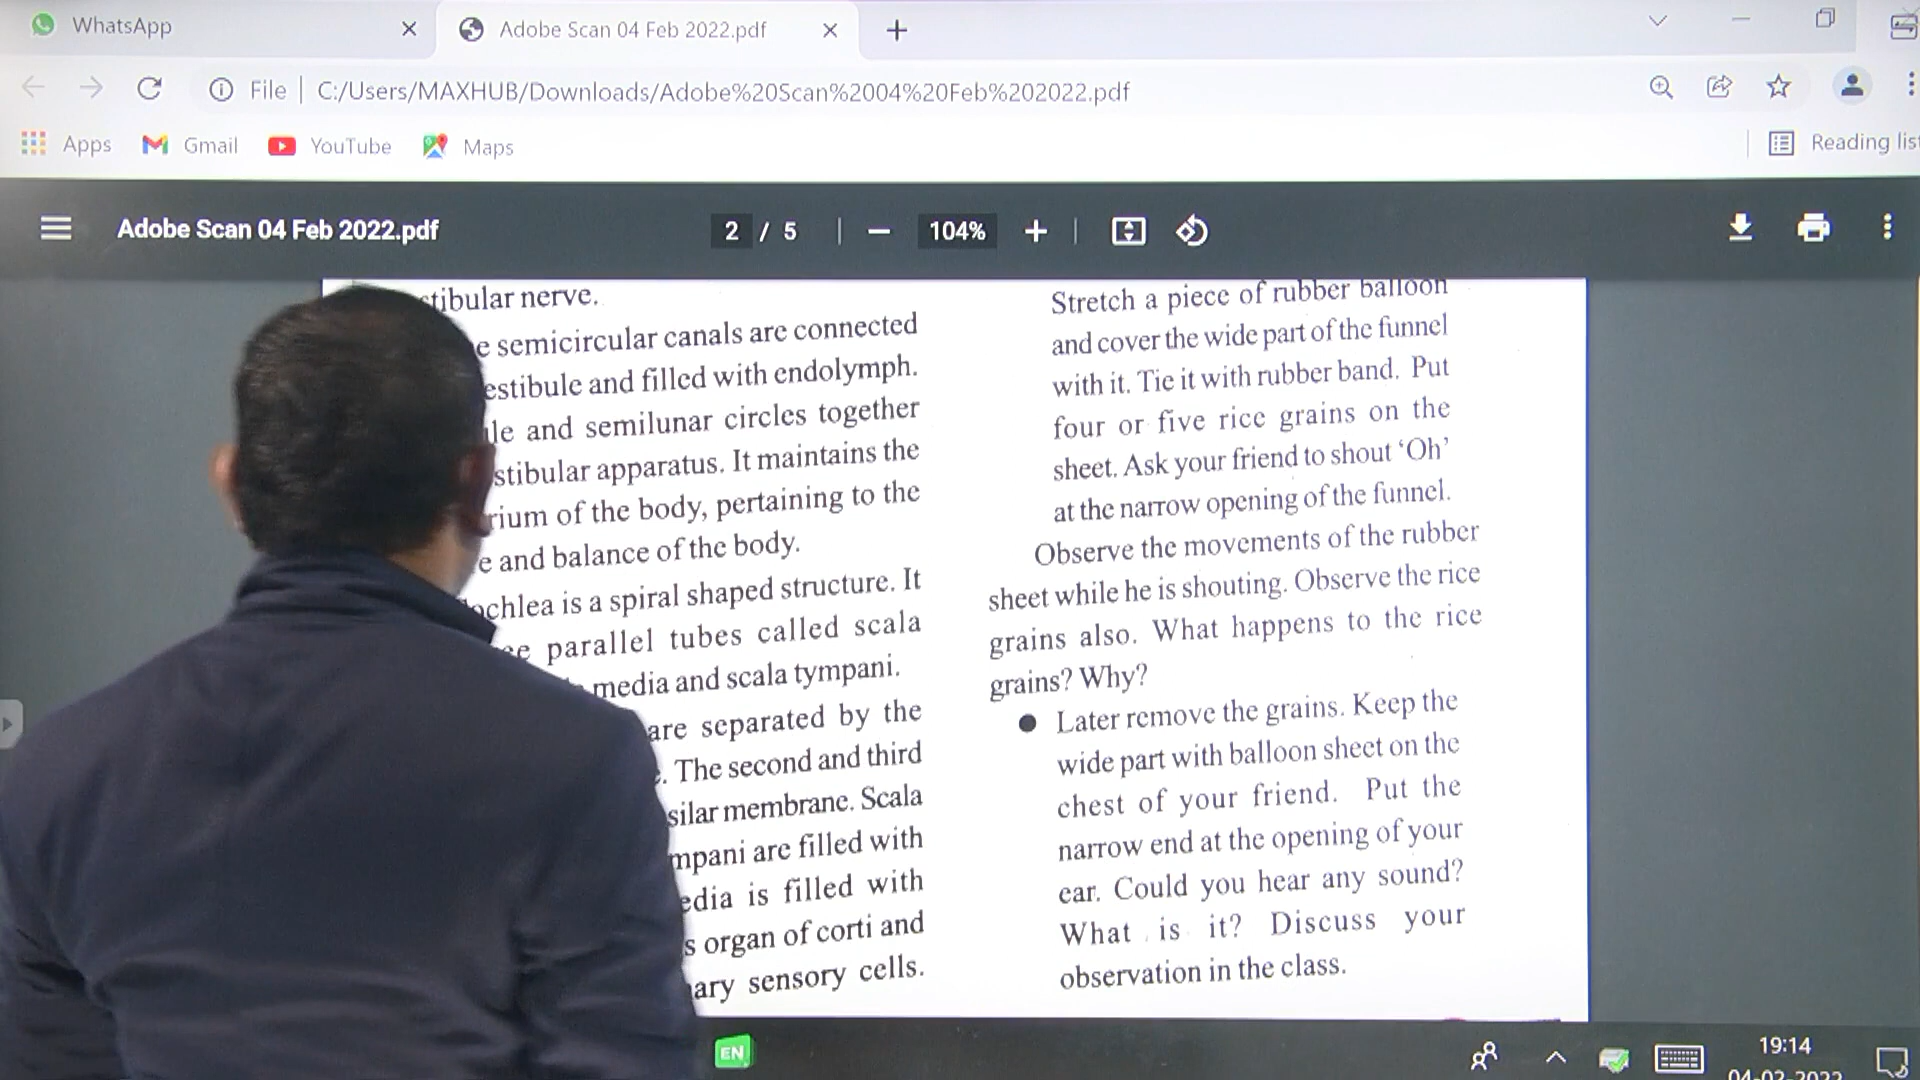 WhatsApp
Adobe Scan 04 Feb 2022.pdf
File
C:/Users/MAXHUB/Downloads/Adobe%20Scan%2004%20Feb%202022.pdf
Apps
Gmail
YouTube
Maps
Reading list
Adobe Scan 04 Feb 2022.pdf
2 / 5
104%
tibular nerve.
e semicircular canals are connected
estibule and filled with endolymph.
le and semilunar circles together
stibular apparatus. It maintains the
rium of the body, pertaining to the
e and balance of the body.
ochlea is a spiral shaped structure. It
ee parallel tubes called scala
media and scala tympani.
are separated by the
. The second and third
silar membrane. Scala
mpani are filled with
edia is filled with
s organ of corti and
ary sensory cells.
Stretch a piece of rubber balloon
and cover the wide part of the funnel
with it. Tie it with rubber band. Put
four or five rice grains on the
sheet. Ask your friend to shout ‘Oh’
at the narrow opening of the funnel.
Observe the movements of the rubber
sheet while he is shouting. Observe the rice
grains also. What happens to the rice
grains? Why?
● Later remove the grains. Keep the
wide part with balloon sheet on the
chest of your friend. Put the
narrow end at the opening of your
ear. Could you hear any sound?
What is it? Discuss your
observation in the class.
EN
19:14
04-02-2022